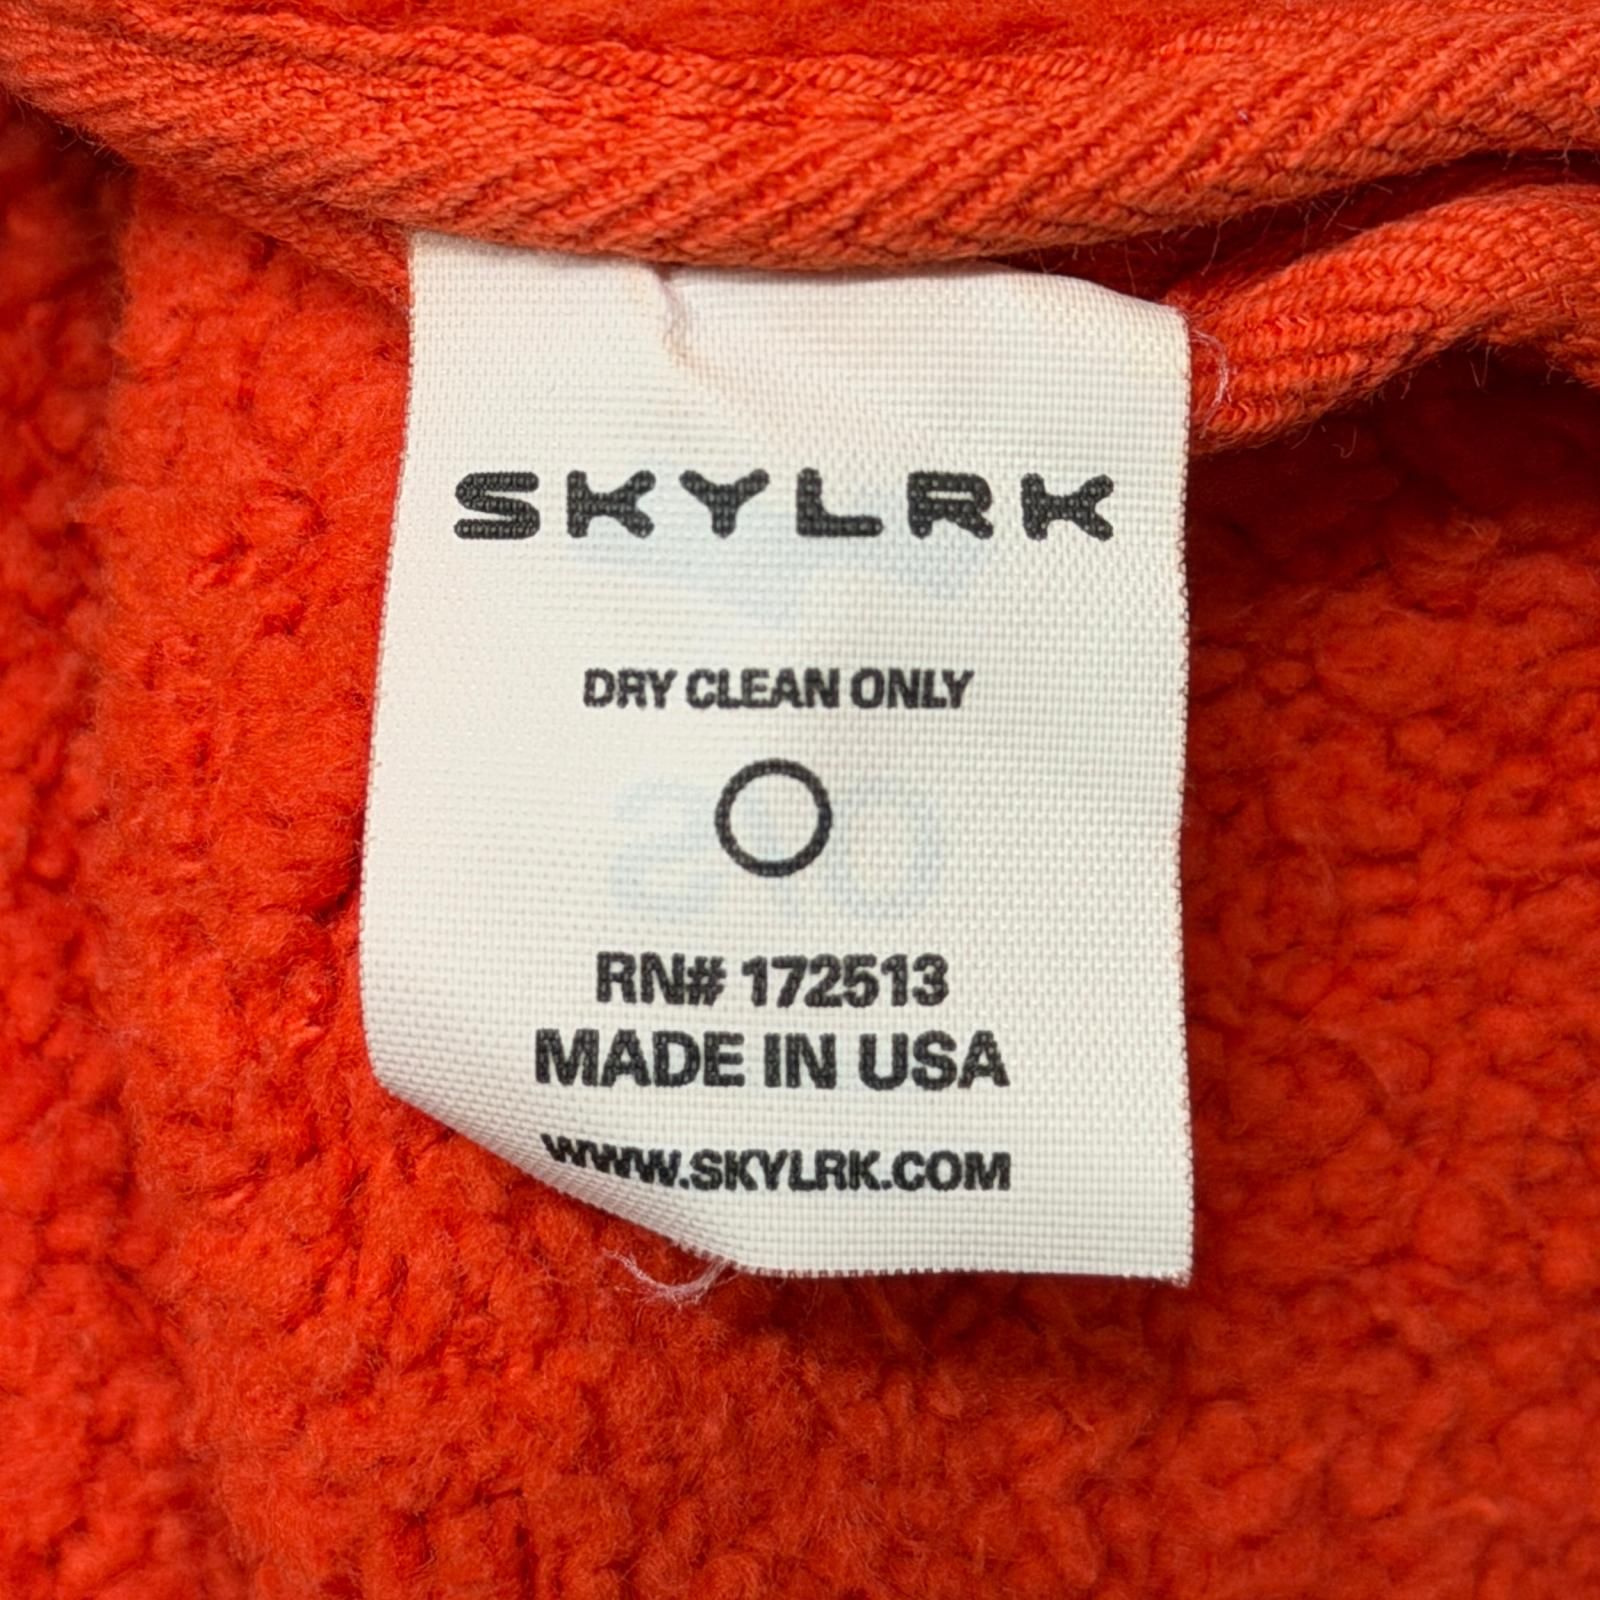 SKYLRK
DRY CLEAN ONLY
RN# 172513
MADE IN USA
WWW.SKYLRK.COM